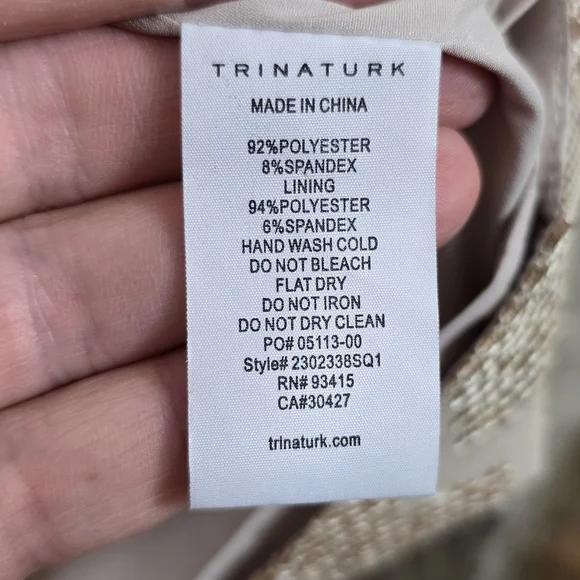 TRINATURK
MADE IN CHINA
92%POLYESTER
8%SPANDEX
LINING
94%POLYESTER
6%SPANDEX
HAND WASH COLD
DO NOT BLEACH
FLAT DRY
DO NOT IRON
DO NOT DRY CLEAN
PO# 05113-00
Style# 2302338SQ1
RN# 93415
CA#30427
trinaturk.com